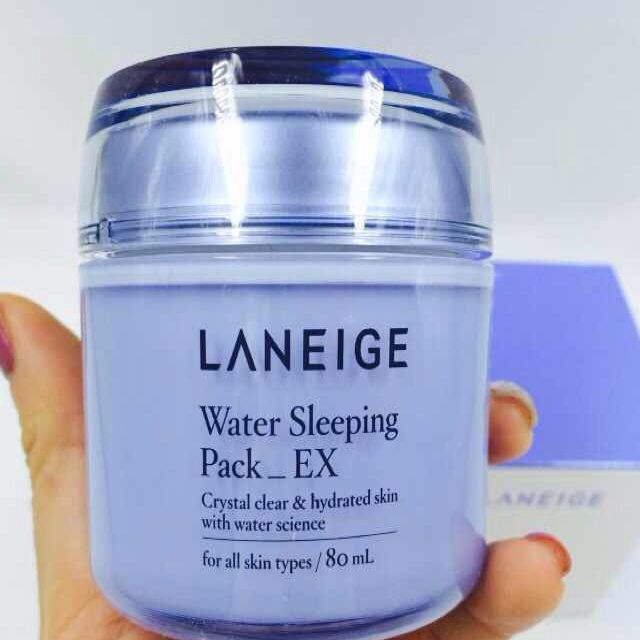 LANEIGE
Water Sleeping
Pack_EX
Crystal clear & hydrated skin
with water science
for all skin types / 80 mL
LANEIGE